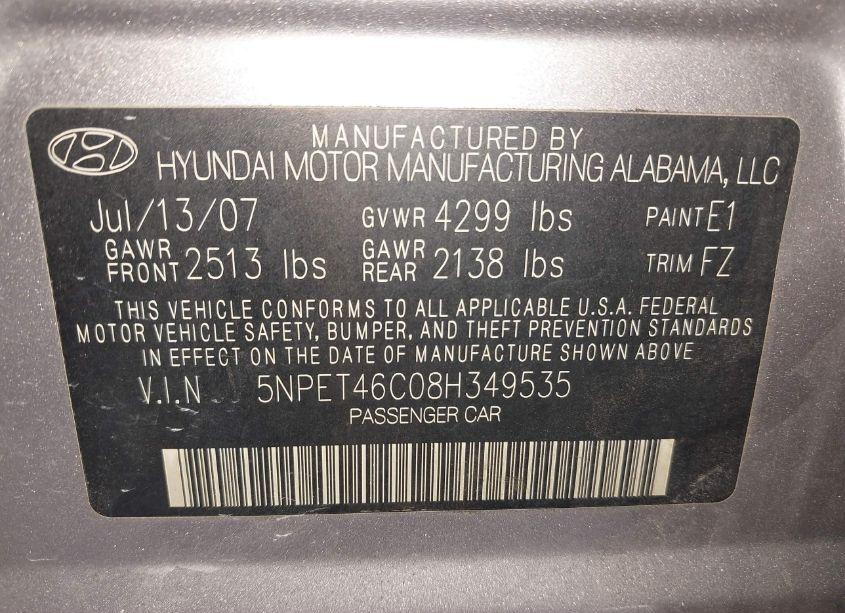 MANUFACTURED BY
HYUNDAI MOTOR MANUFACTURING ALABAMA, LLC
Jul/13/07 GVWR 4299 lbs PAINT E1
GAWR FRONT 2513 lbs GAWR REAR 2138 lbs TRIM FZ
THIS VEHICLE CONFORMS TO ALL APPLICABLE U.S.A. FEDERAL
MOTOR VEHICLE SAFETY, BUMPER, AND THEFT PREVENTION STANDARDS
IN EFFECT ON THE DATE OF MANUFACTURE SHOWN ABOVE
V.I.N 5NPET46C08H349535
PASSENGER CAR